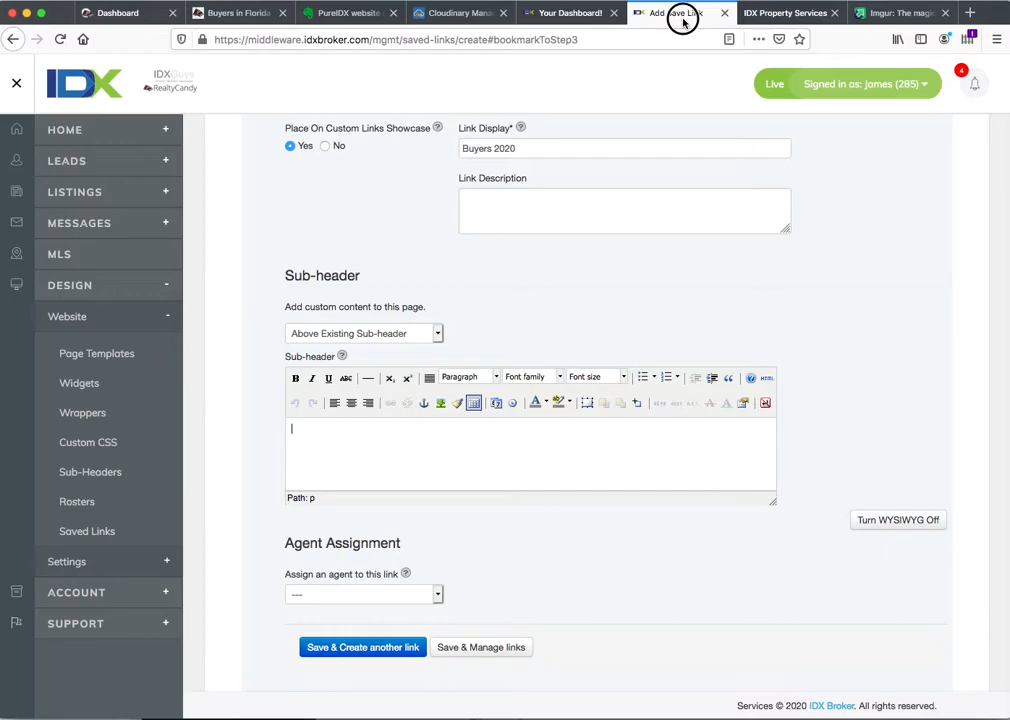 Dashboard
Buyers in Florida
PureIDX website
Cloudinary Mana
Your Dashboard!
Add Save Link
IDX Property Services
Imgur: The magic
https://middleware.idxbroker.com/mgmt/saved-links/create#bookmarkToStep3
IDX
IDXGuys
RealtyCandy
Live
Signed in as: James (285)
4
HOME +
LEADS +
LISTINGS +
MESSAGES +
MLS
DESIGN -
Website -
Page Templates
Widgets
Wrappers
Custom CSS
Sub-Headers
Rosters
Saved Links
Settings +
ACCOUNT +
SUPPORT +
Place On Custom Links Showcase ?
Yes No
Link Display* ?
Buyers 2020
Link Description
Sub-header
Add custom content to this page.
Above Existing Sub-header
Sub-header ?
B I U ABC Paragraph Font family Font size HTML
Path: p
Turn WYSIWYG Off
Agent Assignment
Assign an agent to this link ?
---
Save & Create another link
Save & Manage links
Services © 2020 IDX Broker. All rights reserved.